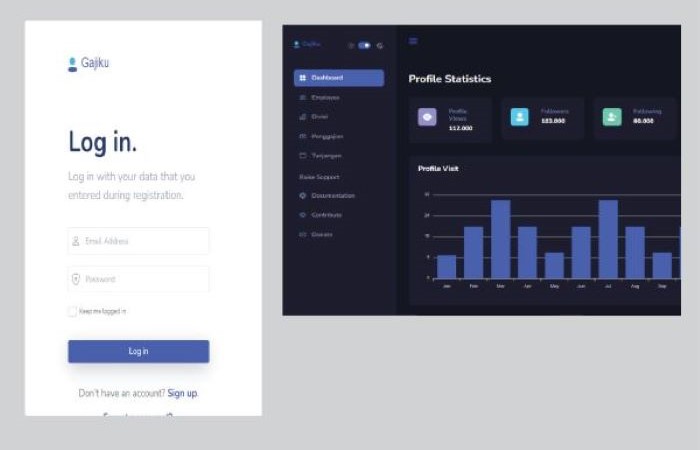 Gajiku
Log in.
Log in with your data that you
entered during registration.
Email Address
Password
Keep me logged in
Log in
Don't have an account? Sign up.
Gajiku
Dashboard
Employee
Divisi
Penggajian
Tunjangan
Raise Support
Documentation
Contribute
Donate
Profile Statistics
Profile
Views
112.000
Followers
183.000
Following
80.000
Profile Visit
30
20
10
0
Jan Feb Mar Apr May Jun Jul Aug Sep